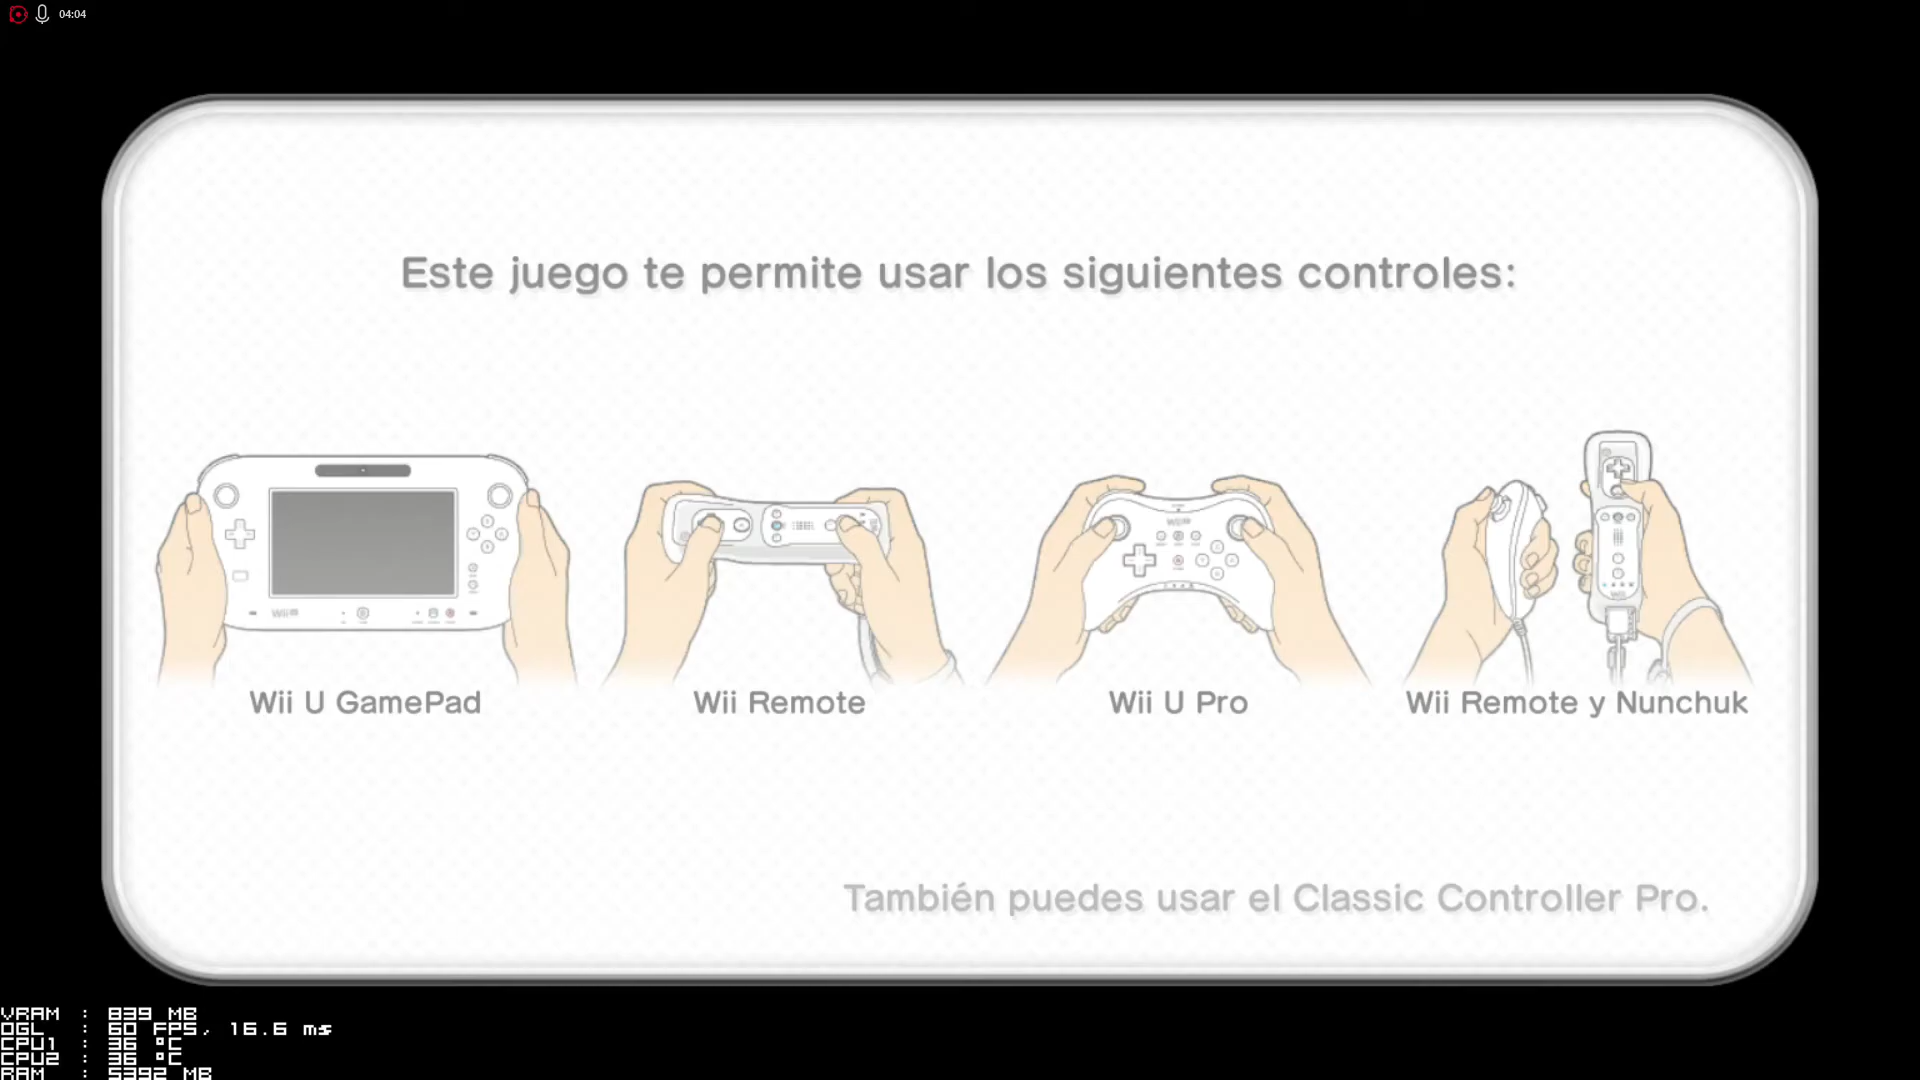 04:04
Este juego te permite usar los siguientes controles:
Wii U GamePad
Wii Remote
Wii U Pro
Wii Remote y Nunchuk
También puedes usar el Classic Controller Pro.
VRAM : 839 MB
OGL : 60 FPS, 16.6 ms
CPU1 : 36 °C
CPU2 : 36 °C
RAM : 5392 MB